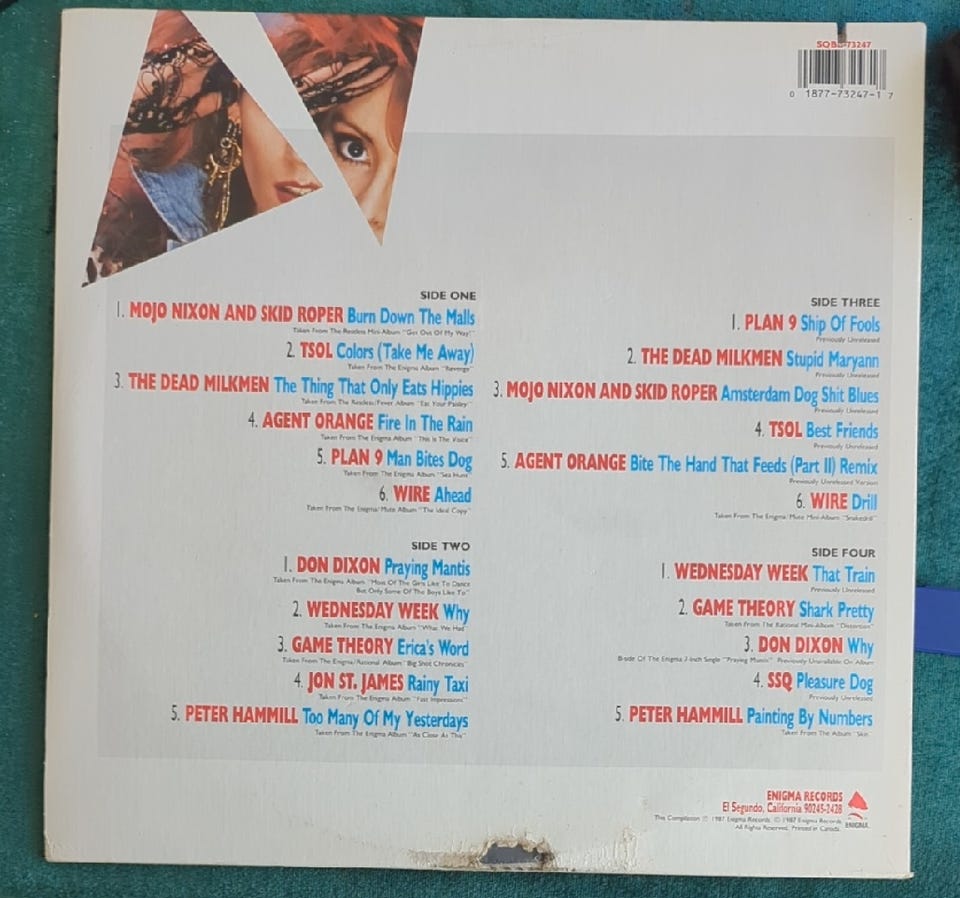 SQBB-73247
0 1877-73247-1 7
SIDE ONE
1. MOJO NIXON AND SKID ROPER Burn Down The Malls
Taken From The Restless Mini-Album "Get Out Of My Way!"
2. TSOL Colors (Take Me Away)
Taken From The Enigma Album "Revenge"
3. THE DEAD MILKMEN The Thing That Only Eats Hippies
Taken From The Restless/Fever Album "Eat Your Paisley"
4. AGENT ORANGE Fire In The Rain
Taken From The Enigma Album "This Is The Voice"
5. PLAN 9 Man Bites Dog
Taken From The Enigma Album "Sea Hunt"
6. WIRE Ahead
Taken From The Enigma/Mute Album "The Ideal Copy"
SIDE TWO
1. DON DIXON Praying Mantis
Taken From The Enigma Album "Most Of The Girls Like To Dance
But Only Some Of The Boys Like To"
2. WEDNESDAY WEEK Why
Taken From The Enigma Album "What We Had"
3. GAME THEORY Erica's Word
Taken From The Enigma/Rational Album "Big Shot Chronicles"
4. JON ST. JAMES Rainy Taxi
Taken From The Enigma Album "Fast Impressions"
5. PETER HAMMILL Too Many Of My Yesterdays
Taken From The Enigma Album "As Close As This"
SIDE THREE
1. PLAN 9 Ship Of Fools
Previously Unreleased
2. THE DEAD MILKMEN Stupid Maryann
Previously Unreleased
3. MOJO NIXON AND SKID ROPER Amsterdam Dog Shit Blues
Previously Unreleased
4. TSOL Best Friends
Previously Unreleased
5. AGENT ORANGE Bite The Hand That Feeds (Part II) Remix
Previously Unreleased Version
6. WIRE Drill
Taken From The Enigma/Mute Mini-Album "Snakedrill"
SIDE FOUR
1. WEDNESDAY WEEK That Train
Previously Unreleased
2. GAME THEORY Shark Pretty
Taken From The Rational Mini-Album "Distortion"
3. DON DIXON Why
B-side Of The Enigma 7-Inch Single "Praying Mantis" Previously Unavailable On Album
4. SSQ Pleasure Dog
Previously Unreleased
5. PETER HAMMILL Painting By Numbers
Taken From The Album "Skin"
ENIGMA RECORDS
El Segundo, California 90245-2428
This Compilation ℗ 1987 Enigma Records. © 1987 Enigma Records.
All Rights Reserved. Printed in Canada.
ENIGMA